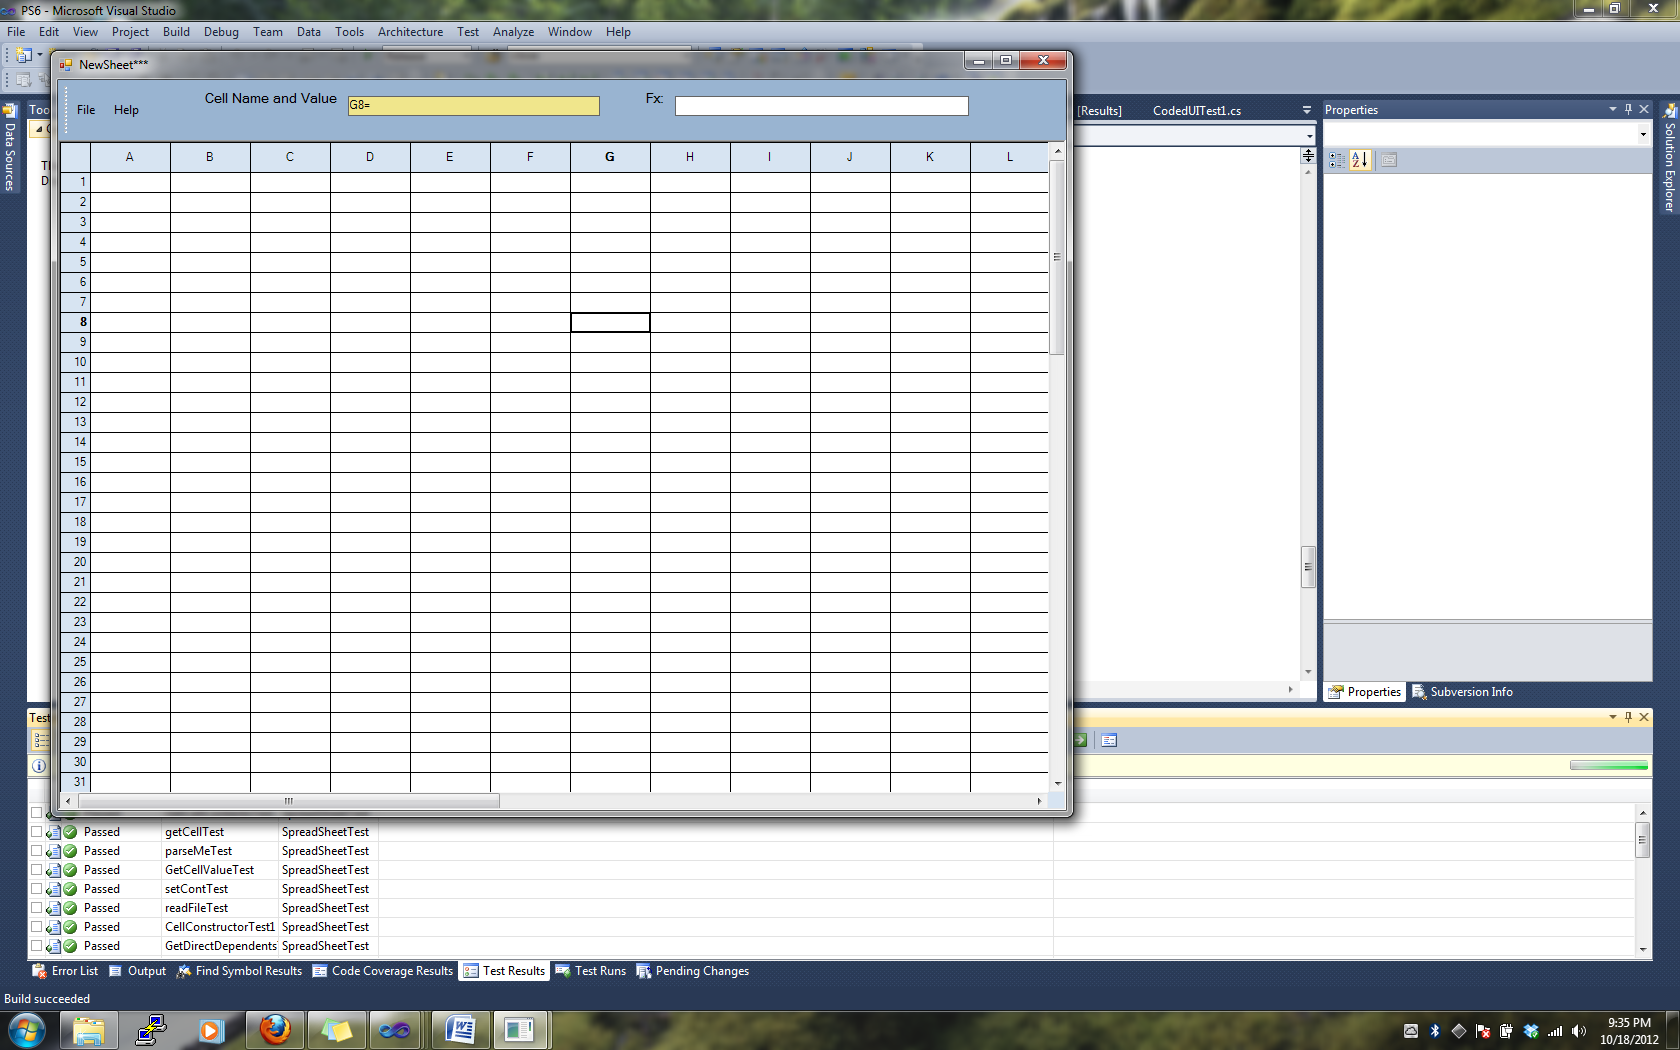 PS6 - Microsoft Visual Studio
File Edit View Project Build Debug Team Data Tools Architecture Test Analyze Window Help
NewSheet***
File Help Cell Name and Value G8= Fx:
Data Sources
Too
[Results] CodedUITest1.cs
Properties
Solution Explorer
A B C D E F G H I J K L
1
2
3
4
5
6
7
8
9
10
11
12
13
14
15
16
17
18
19
20
21
22
23
24
25
26
27
28
29
30
31
Properties Subversion Info
Test
Passed getCellTest SpreadSheetTest
Passed parseMeTest SpreadSheetTest
Passed GetCellValueTest SpreadSheetTest
Passed setContTest SpreadSheetTest
Passed readFileTest SpreadSheetTest
Passed CellConstructorTest1 SpreadSheetTest
Passed GetDirectDependents SpreadSheetTest
Error List Output Find Symbol Results Code Coverage Results Test Results Test Runs Pending Changes
Build succeeded
9:35 PM
10/18/2012